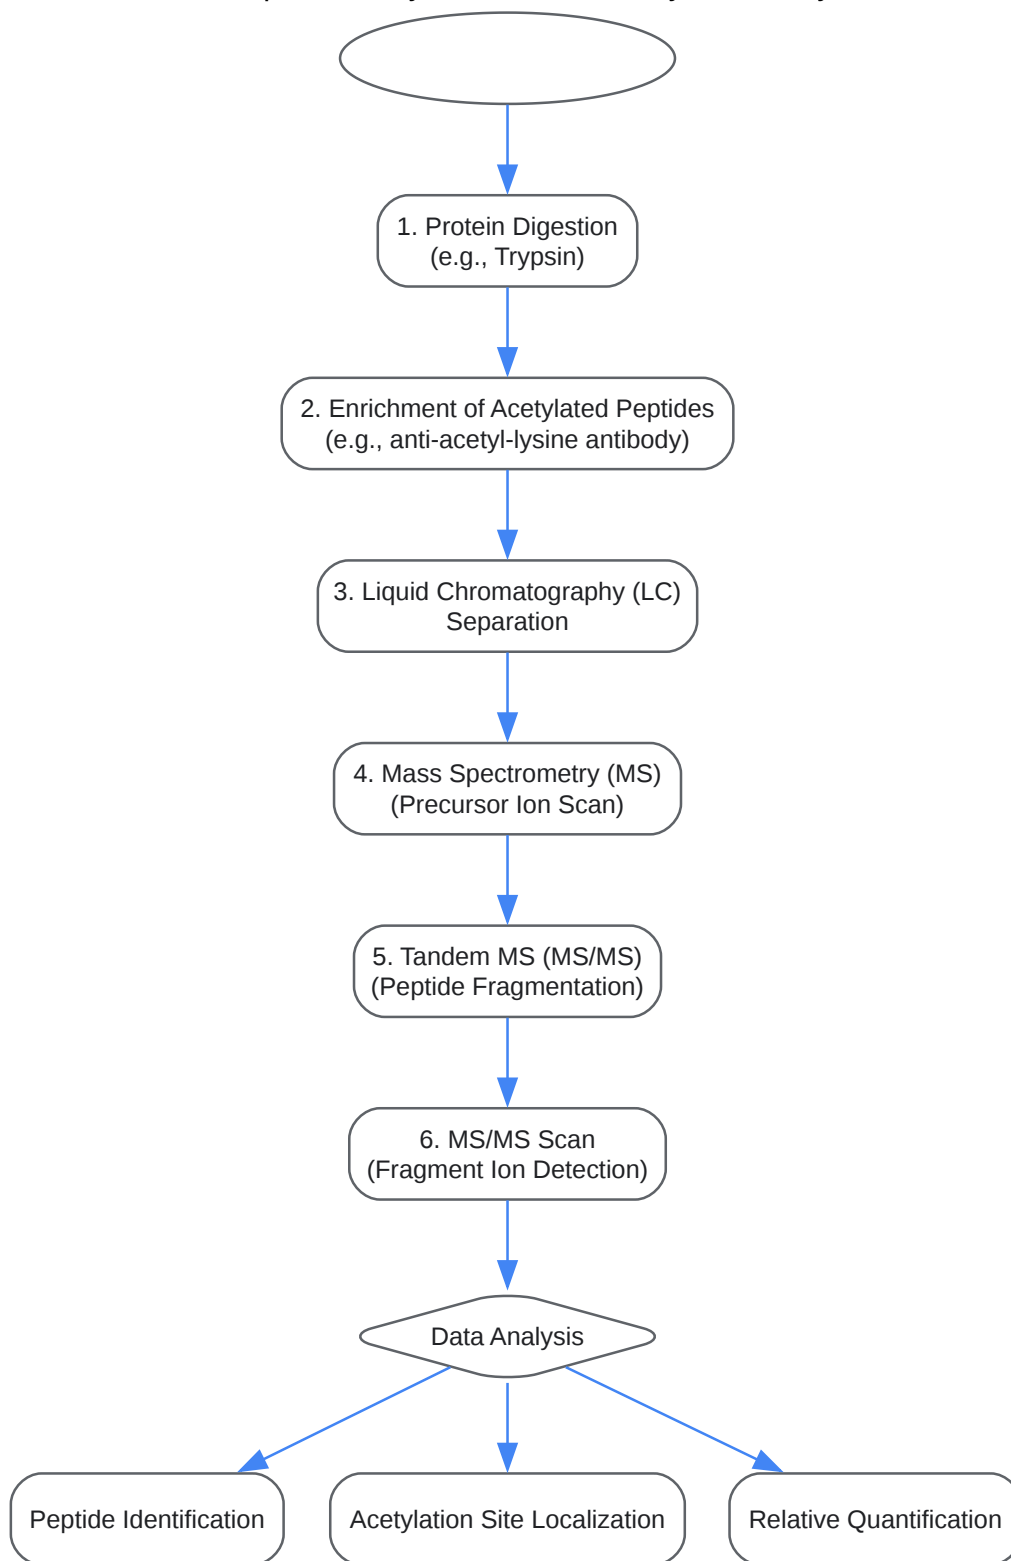 1. Protein Digestion
(e.g., Trypsin)
2. Enrichment of Acetylated Peptides
(e.g., anti-acetyl-lysine antibody)
3. Liquid Chromatography (LC)
Separation
4. Mass Spectrometry (MS)
(Precursor Ion Scan)
5. Tandem MS (MS/MS)
(Peptide Fragmentation)
6. MS/MS Scan
(Fragment Ion Detection)
Data Analysis
Peptide Identification
Acetylation Site Localization
Relative Quantification